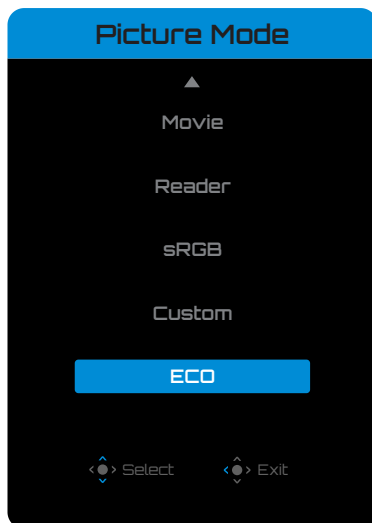 Picture Mode
Movie
Reader
sRGB
Custom
ECO
Select Exit